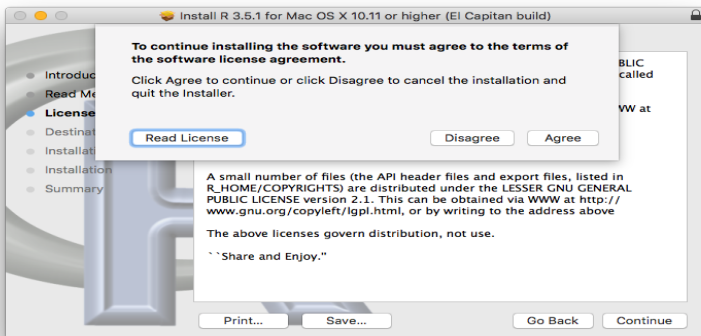 Install R 3.5.1 for Mac OS X 10.11 or higher (El Capitan build)
To continue installing the software you must agree to the terms of
the software license agreement.
Click Agree to continue or click Disagree to cancel the installation and
quit the Installer.
Read License
Disagree
Agree
Introduc
Read Me
License
Destinat
Installati
Installation
Summary
BLIC
called
WW at
A small number of files (the API header files and export files, listed in
R_HOME/COPYRIGHTS) are distributed under the LESSER GNU GENERAL
PUBLIC LICENSE version 2.1. This can be obtained via WWW at http://
www.gnu.org/copyleft/lgpl.html, or by writing to the address above
The above licenses govern distribution, not use.
``Share and Enjoy."
Print...
Save...
Go Back
Continue